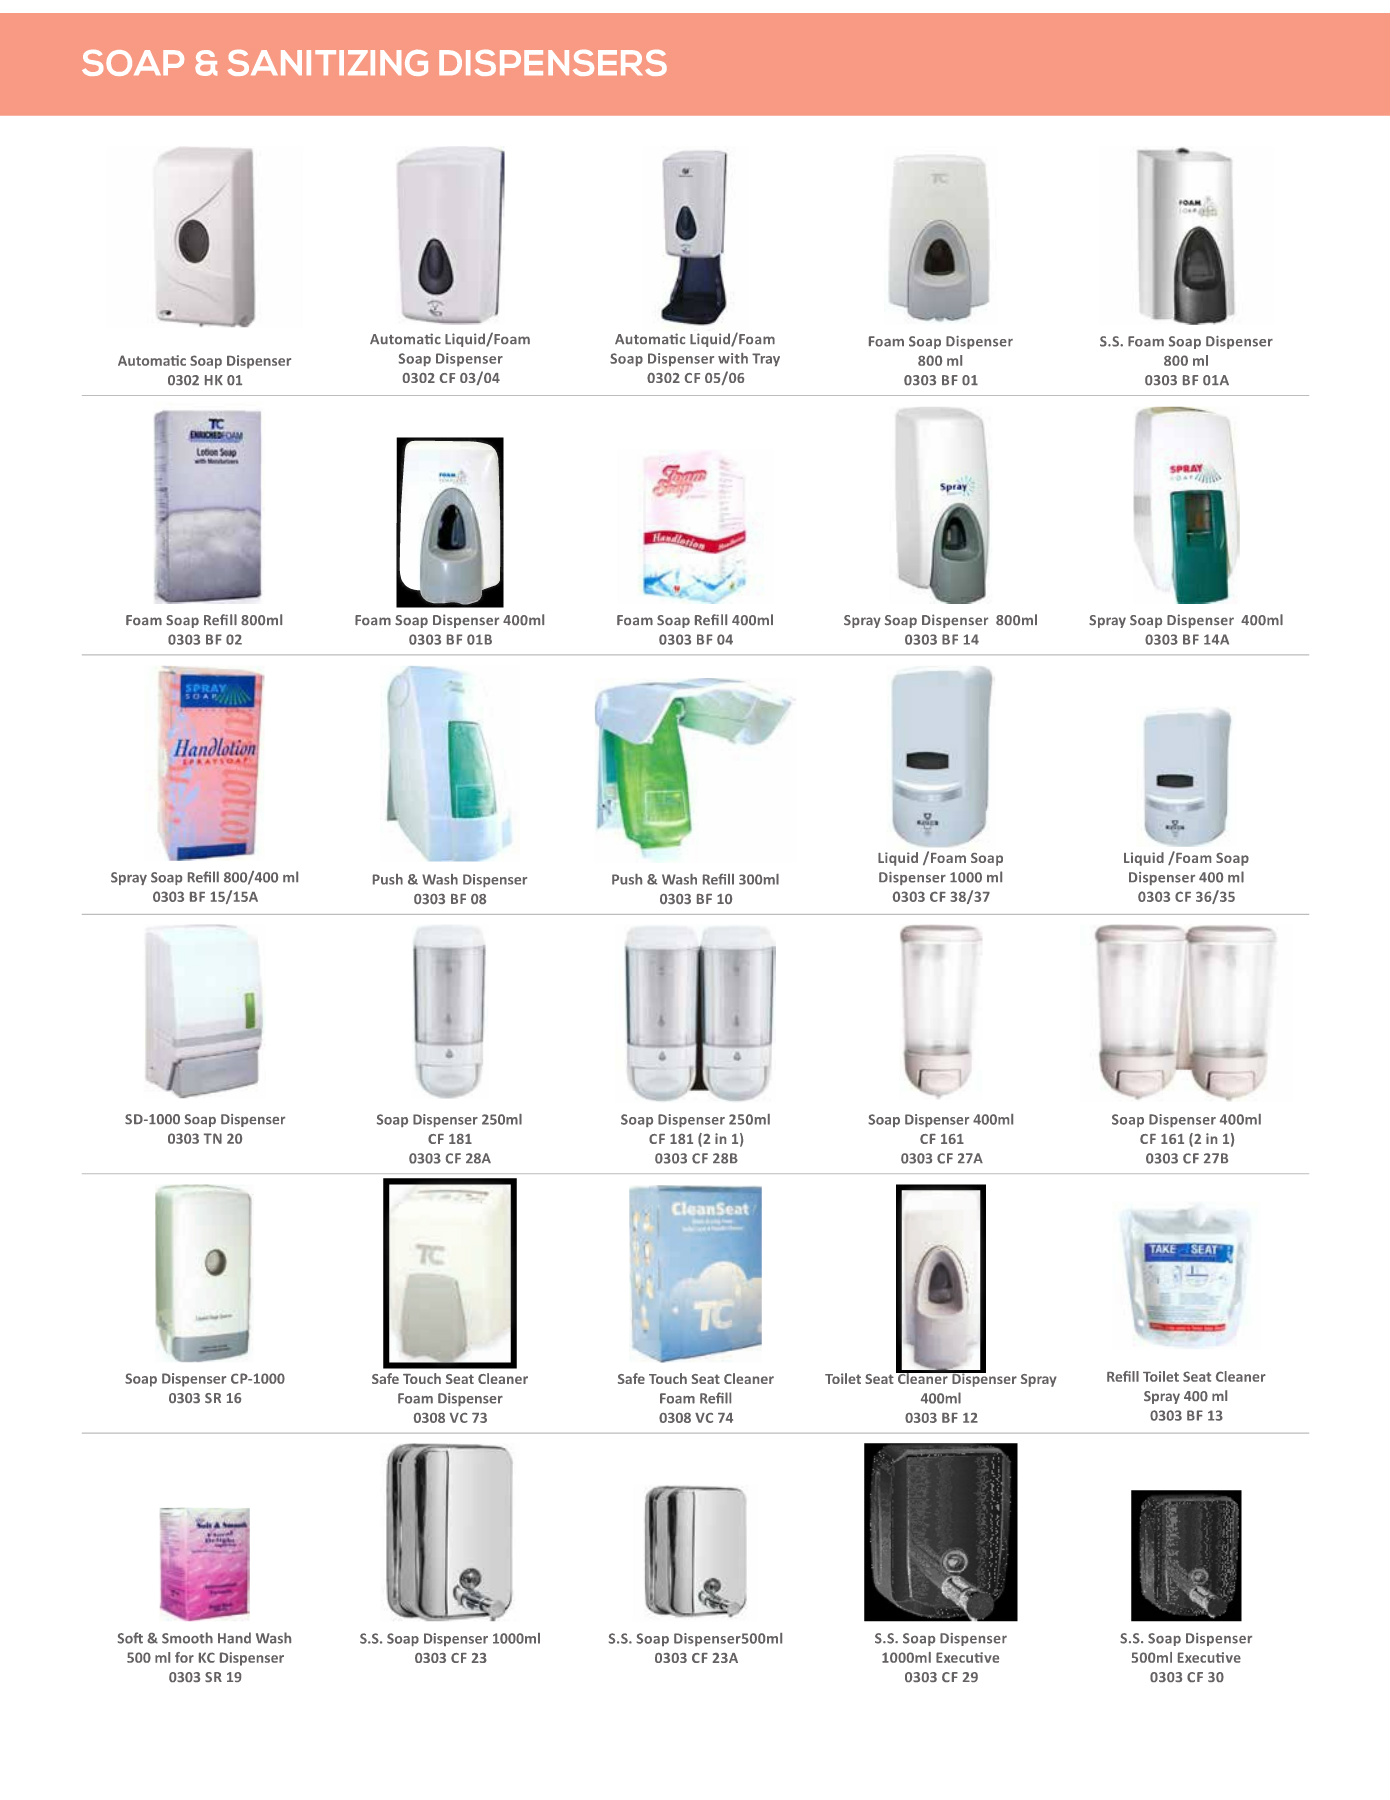 SOAP & SANITIZING DISPENSERS
TC
FOAM
Automatic Soap Dispenser
0302 HK 01
Automatic Liquid/Foam
Soap Dispenser
0302 CF 03/04
Automatic Liquid/Foam
Soap Dispenser with Tray
0302 CF 05/06
Foam Soap Dispenser
800 ml
0303 BF 01
S.S. Foam Soap Dispenser
800 ml
0303 BF 01A
TC
ENRICHEDFOAM
Lotion Soap
with Moisturizers
FOAM
Foam
Soap
Handlotion
Spray
SPRAY
SOAP
Foam Soap Refill 800ml
0303 BF 02
Foam Soap Dispenser 400ml
0303 BF 01B
Foam Soap Refill 400ml
0303 BF 04
Spray Soap Dispenser 800ml
0303 BF 14
Spray Soap Dispenser 400ml
0303 BF 14A
SPRAY
SOAP
Handlotion
SPRAYSOAP
Spray Soap Refill 800/400 ml
0303 BF 15/15A
Push & Wash Dispenser
0303 BF 08
Push & Wash Refill 300ml
0303 BF 10
Liquid /Foam Soap
Dispenser 1000 ml
0303 CF 38/37
Liquid /Foam Soap
Dispenser 400 ml
0303 CF 36/35
SD-1000 Soap Dispenser
0303 TN 20
Soap Dispenser 250ml
CF 181
0303 CF 28A
Soap Dispenser 250ml
CF 181 (2 in 1)
0303 CF 28B
Soap Dispenser 400ml
CF 161
0303 CF 27A
Soap Dispenser 400ml
CF 161 (2 in 1)
0303 CF 27B
TC
CleanSeat
TC
TAKE SEAT
Soap Dispenser CP-1000
0303 SR 16
Safe Touch Seat Cleaner
Foam Dispenser
0308 VC 73
Safe Touch Seat Cleaner
Foam Refill
0308 VC 74
Toilet Seat Cleaner Dispenser Spray
400ml
0303 BF 12
Refill Toilet Seat Cleaner
Spray 400 ml
0303 BF 13
Soft & Smooth
Soft & Smooth Hand Wash
500 ml for KC Dispenser
0303 SR 19
S.S. Soap Dispenser 1000ml
0303 CF 23
S.S. Soap Dispenser500ml
0303 CF 23A
S.S. Soap Dispenser
1000ml Executive
0303 CF 29
S.S. Soap Dispenser
500ml Executive
0303 CF 30